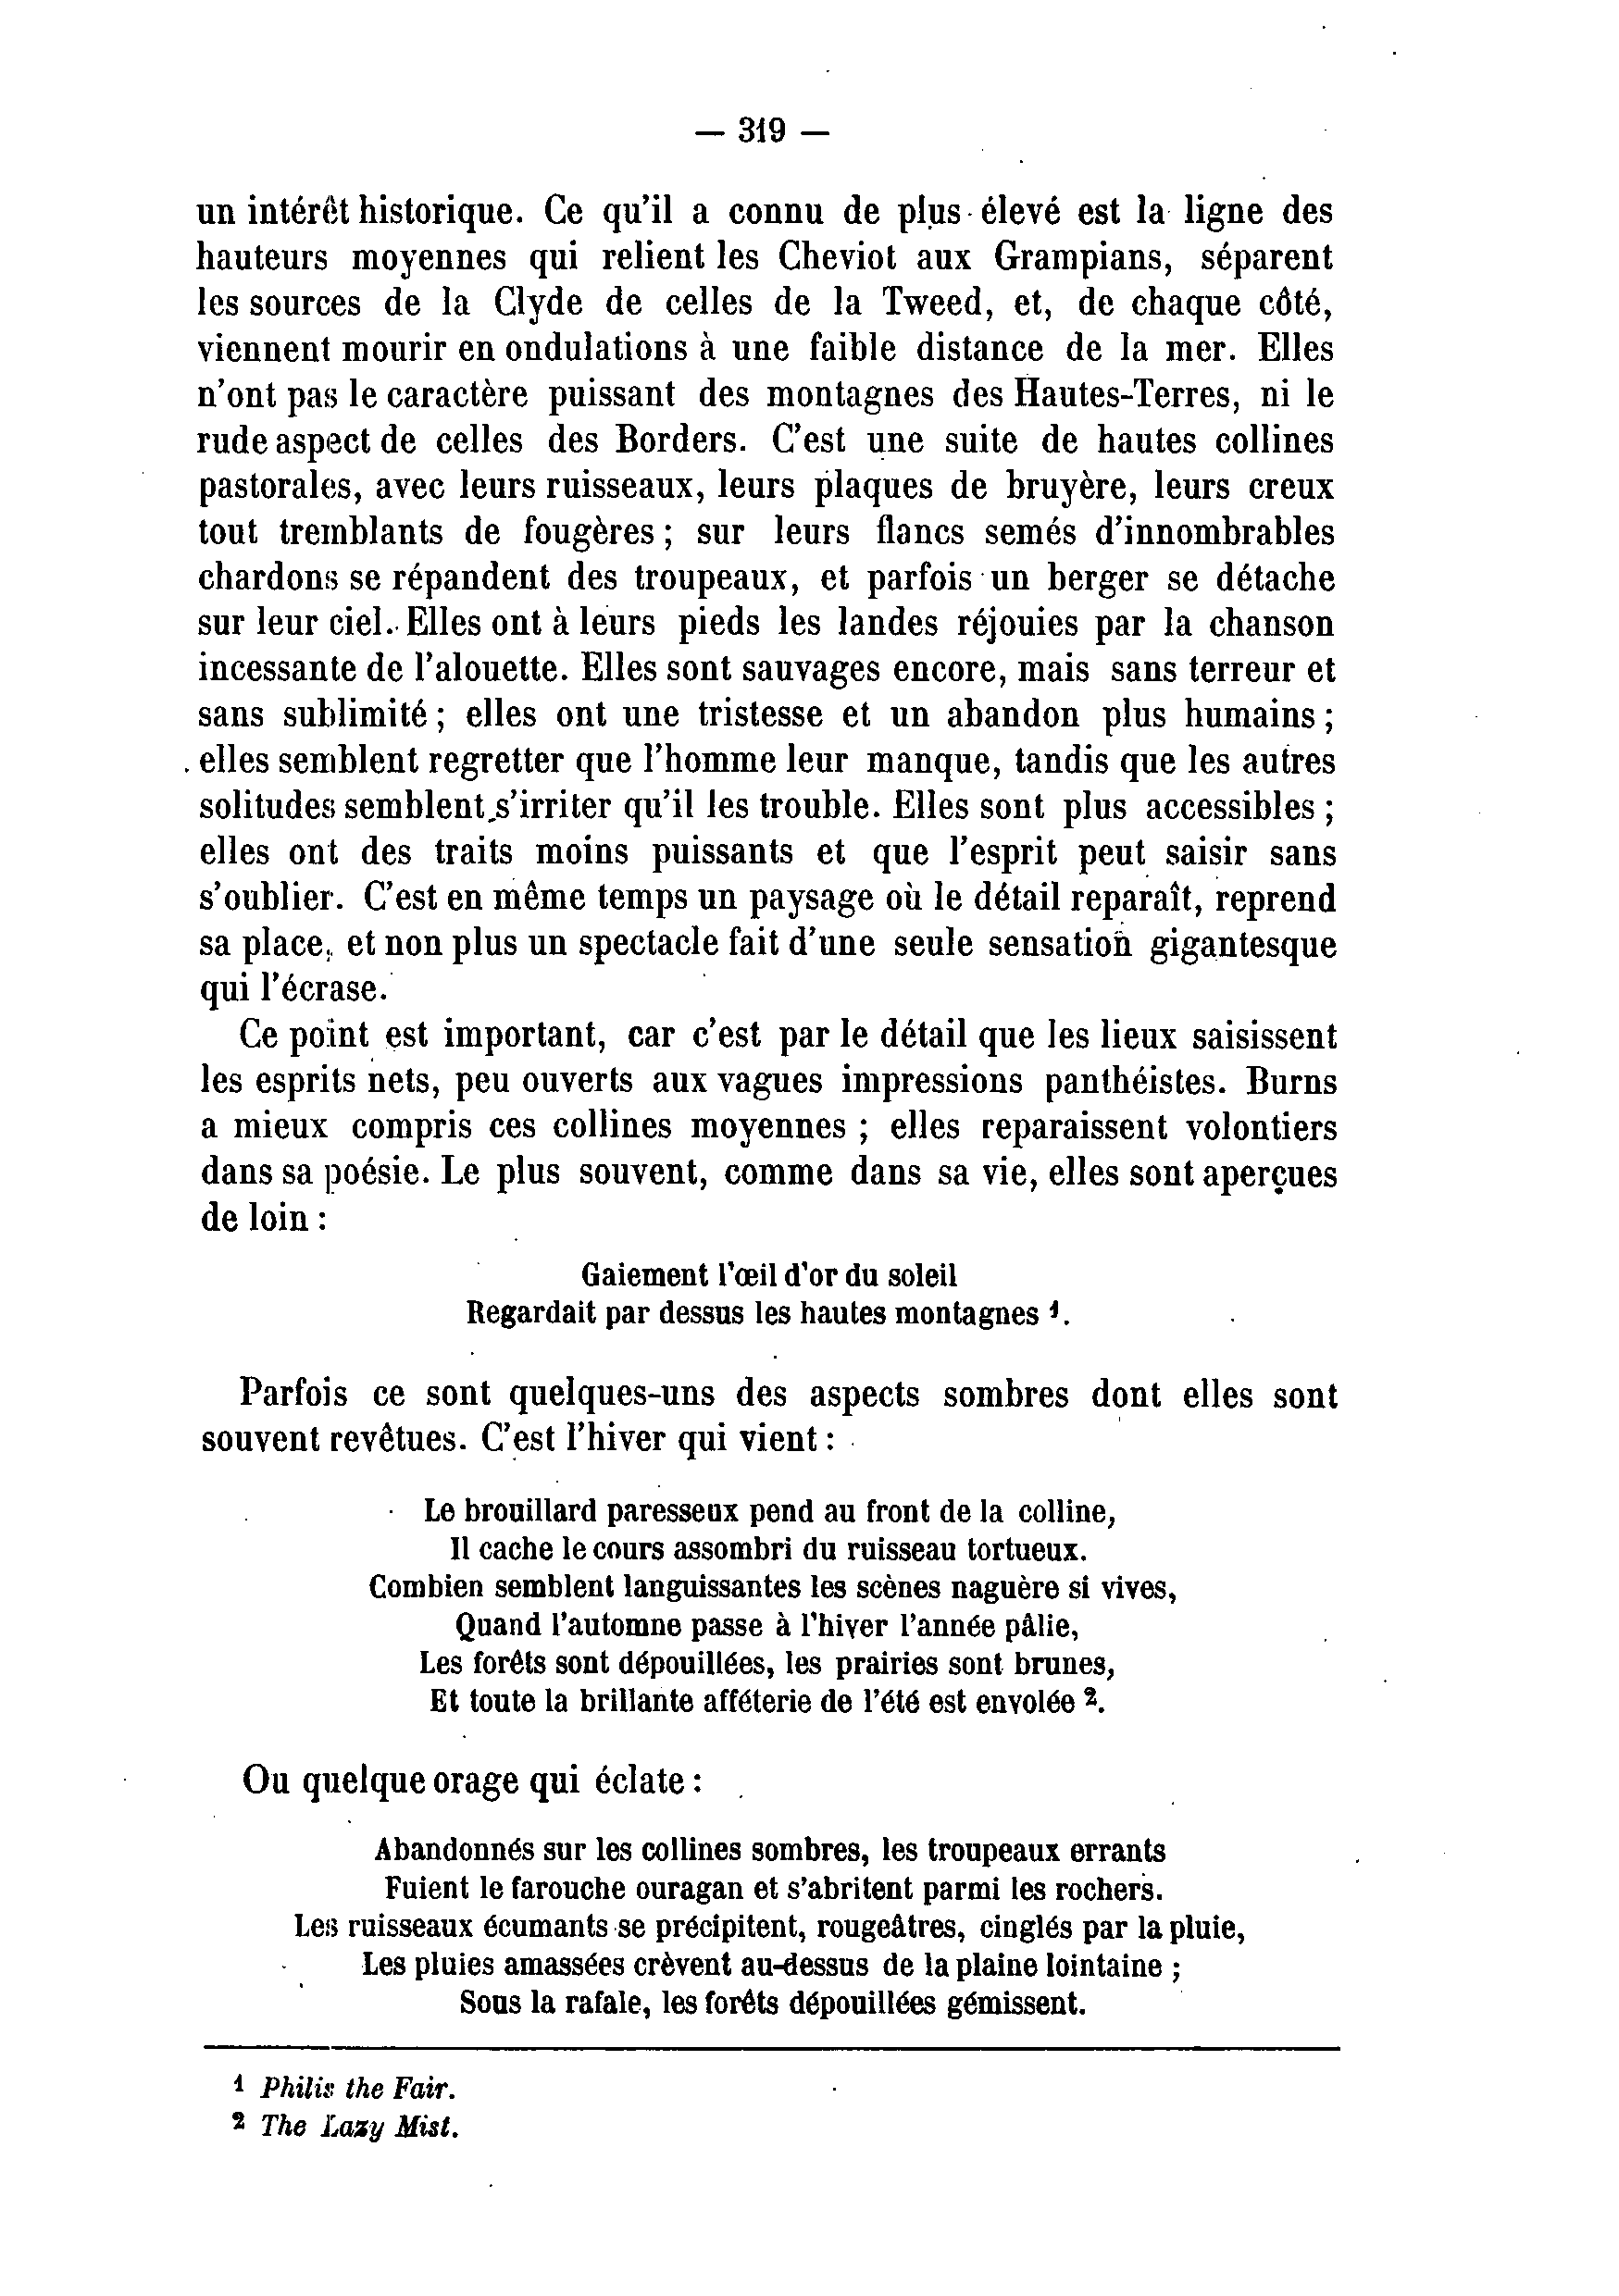 — 319 —
un intérêt historique. Ce qu'il a connu de plus élevé est la ligne des
hauteurs moyennes qui relient les Cheviot aux Grampians, séparent
les sources de la Clyde de celles de la Tweed, et, de chaque côté,
viennent mourir en ondulations à une faible distance de la mer. Elles
n'ont pas le caractère puissant des montagnes des Hautes-Terres, ni le
rude aspect de celles des Borders. C'est une suite de hautes collines
pastorales, avec leurs ruisseaux, leurs plaques de bruyère, leurs creux
tout tremblants de fougères ; sur leurs flancs semés d'innombrables
chardons se répandent des troupeaux, et parfois un berger se détache
sur leur ciel. Elles ont à leurs pieds les landes réjouies par la chanson
incessante de l'alouette. Elles sont sauvages encore, mais sans terreur et
sans sublimité ; elles ont une tristesse et un abandon plus humains ;
elles semblent regretter que l'homme leur manque, tandis que les autres
solitudes semblent s'irriter qu'il les trouble. Elles sont plus accessibles ;
elles ont des traits moins puissants et que l'esprit peut saisir sans
s'oublier. C'est en même temps un paysage où le détail reparaît, reprend
sa place, et non plus un spectacle fait d'une seule sensation gigantesque
qui l'écrase.
Ce point est important, car c'est par le détail que les lieux saisissent
les esprits nets, peu ouverts aux vagues impressions panthéistes. Burns
a mieux compris ces collines moyennes ; elles reparaissent volontiers
dans sa poésie. Le plus souvent, comme dans sa vie, elles sont aperçues
de loin :
Gaiement l'œil d'or du soleil
Regardait par dessus les hautes montagnes ¹.
Parfois ce sont quelques-uns des aspects sombres dont elles sont
souvent revêtues. C'est l'hiver qui vient :
Le brouillard paresseux pend au front de la colline,
Il cache le cours assombri du ruisseau tortueux.
Combien semblent languissantes les scènes naguère si vives,
Quand l'automne passe à l'hiver l'année pâlie,
Les forêts sont dépouillées, les prairies sont brunes,
Et toute la brillante afféterie de l'été est envolée ².
Ou quelque orage qui éclate :
Abandonnés sur les collines sombres, les troupeaux errants
Fuient le farouche ouragan et s'abritent parmi les rochers.
Les ruisseaux écumants se précipitent, rougeâtres, cinglés par la pluie,
Les pluies amassées crèvent au-dessus de la plaine lointaine ;
Sous la rafale, les forêts dépouillées gémissent.
¹ Philis the Fair.
² The Lazy Mist.